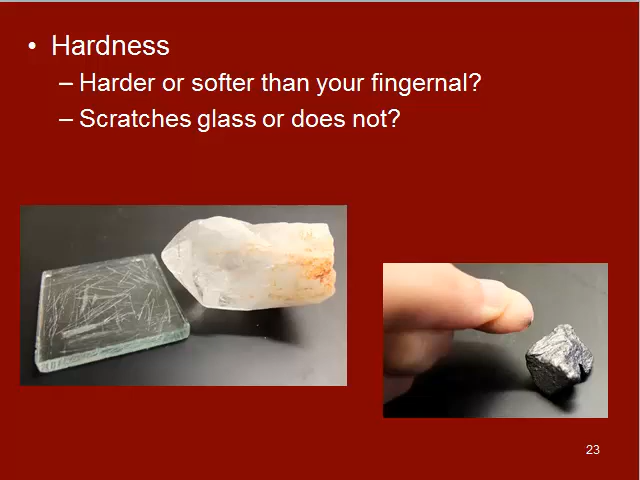 • Hardness
– Harder or softer than your fingernal?
– Scratches glass or does not?
23